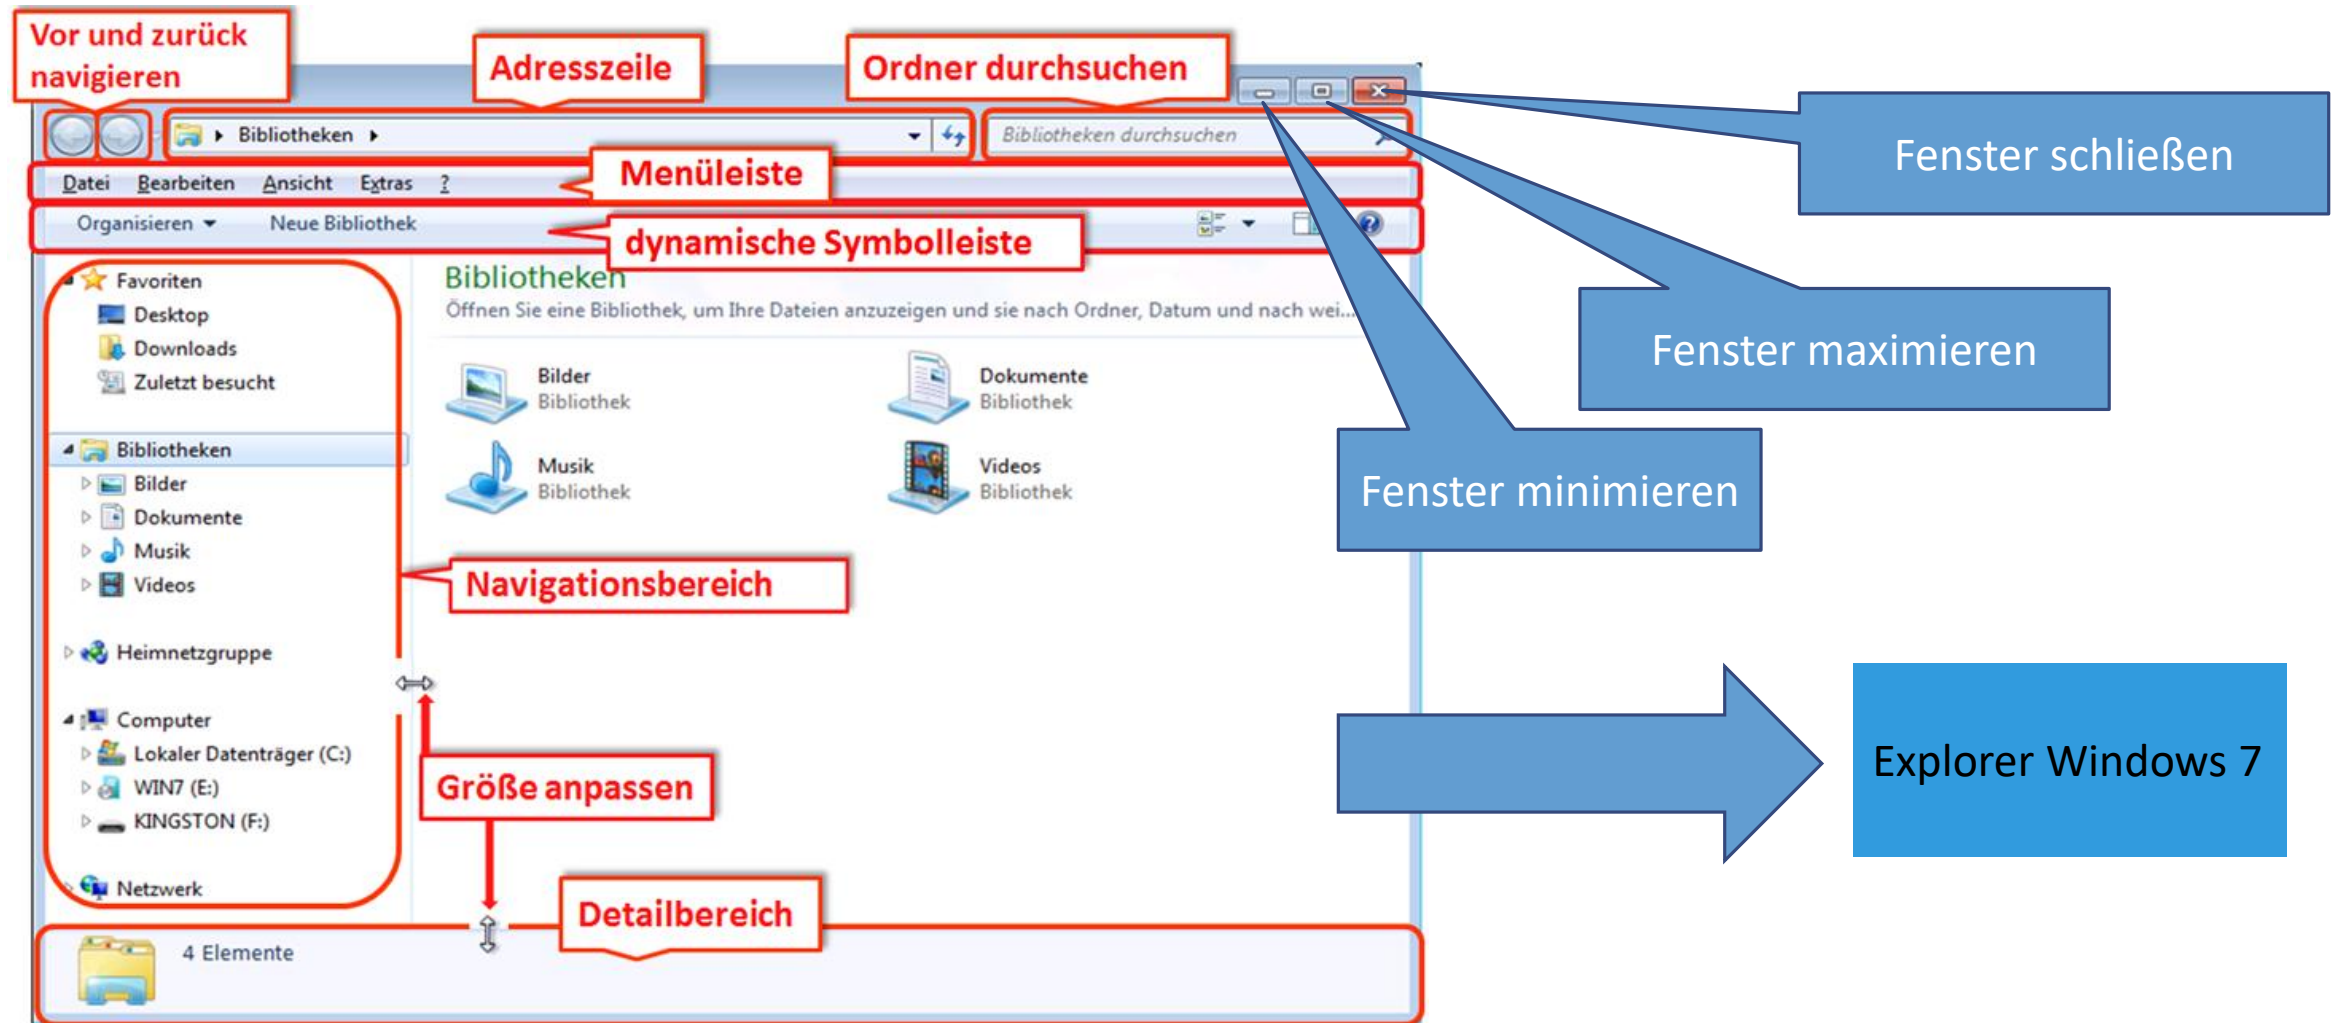 Vor und zurück
navigieren
Adresszeile
Ordner durchsuchen
Bibliotheken
Bibliotheken durchsuchen
Fenster schließen
Menüleiste
Datei Bearbeiten Ansicht Extras ?
Organisieren Neue Bibliothek
dynamische Symbolleiste
Favoriten
Desktop
Downloads
Zuletzt besucht
Bibliotheken
Bilder
Dokumente
Musik
Videos
Heimnetzgruppe
Computer
Lokaler Datenträger (C:)
WIN7 (E:)
KINGSTON (F:)
Netzwerk
Bibliotheken
Öffnen Sie eine Bibliothek, um Ihre Dateien anzuzeigen und sie nach Ordner, Datum und nach wei...
Bilder
Bibliothek
Dokumente
Bibliothek
Musik
Bibliothek
Videos
Bibliothek
Fenster maximieren
Fenster minimieren
Navigationsbereich
Größe anpassen
Explorer Windows 7
Detailbereich
4 Elemente